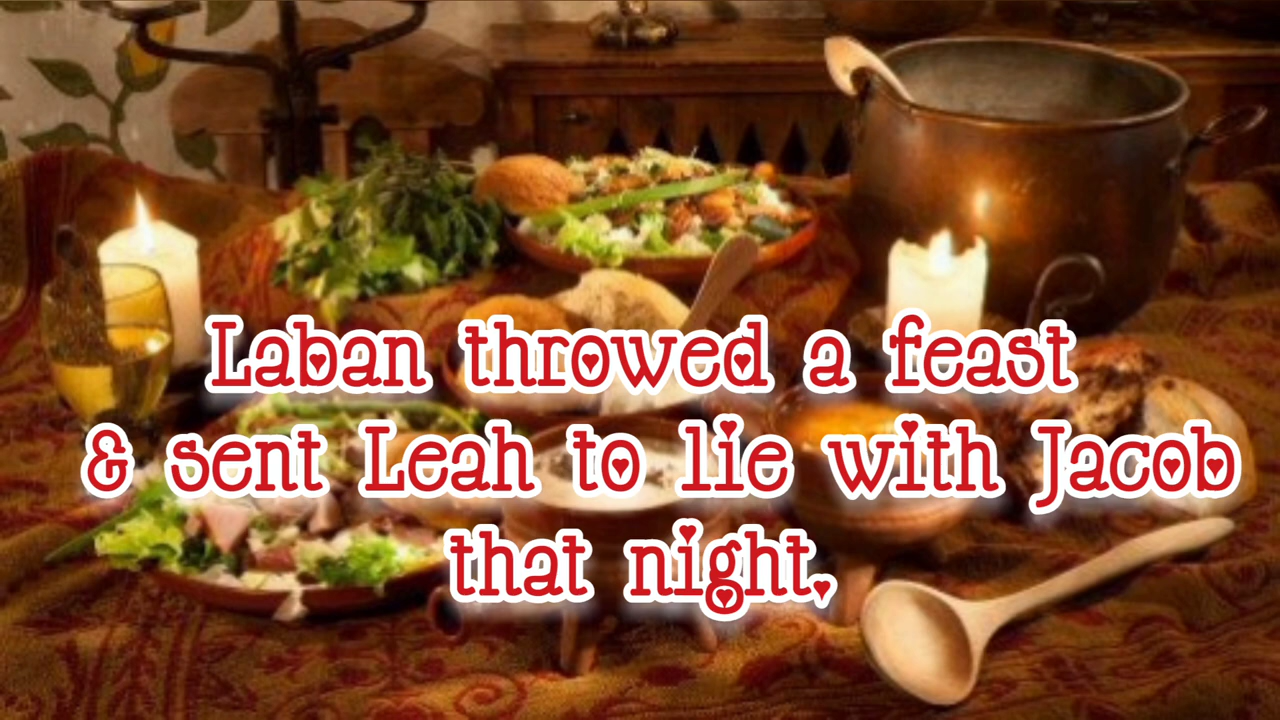 Laban throwed a feast
& sent Leah to lie with Jacob
that night.